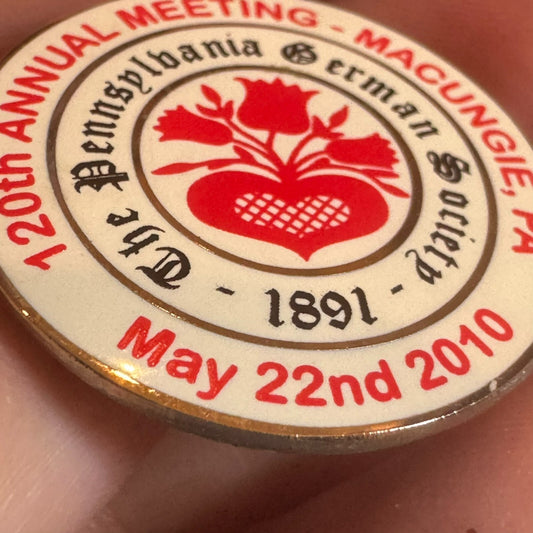 120th ANNUAL MEETING - MACUNGIE, PA
The Pennsylvania German Society
- 1891 -
May 22nd 2010